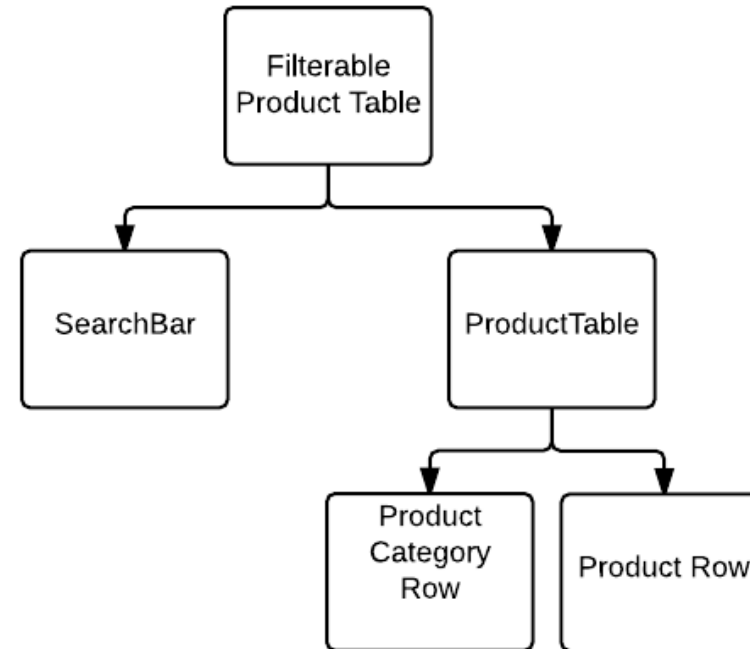 Filterable
Product Table
SearchBar
ProductTable
Product
Category
Row
Product Row